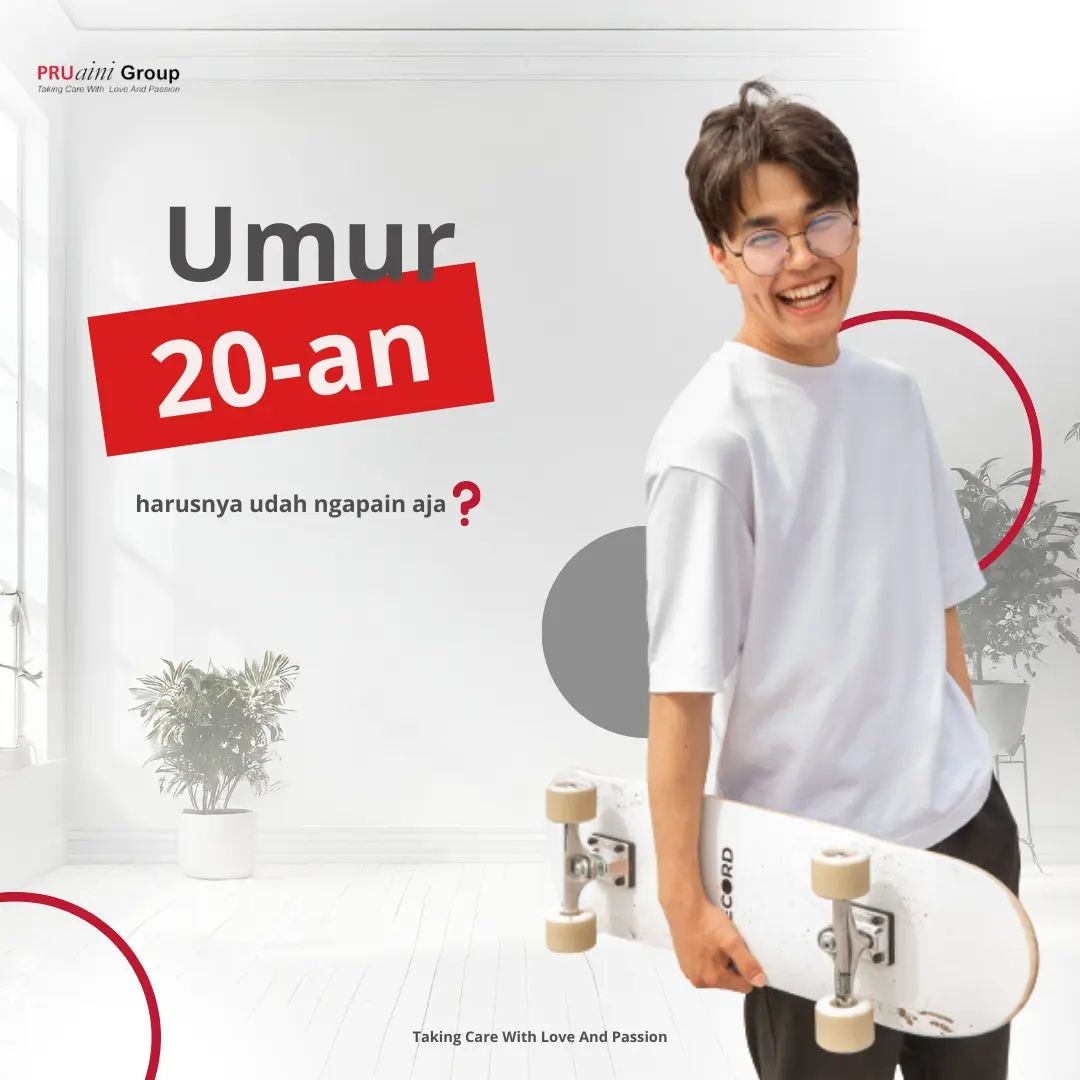 PRUaini Group
Taking Care With Love And Passion
Umur
20-an
harusnya udah ngapain aja?
CORD
Taking Care With Love And Passion